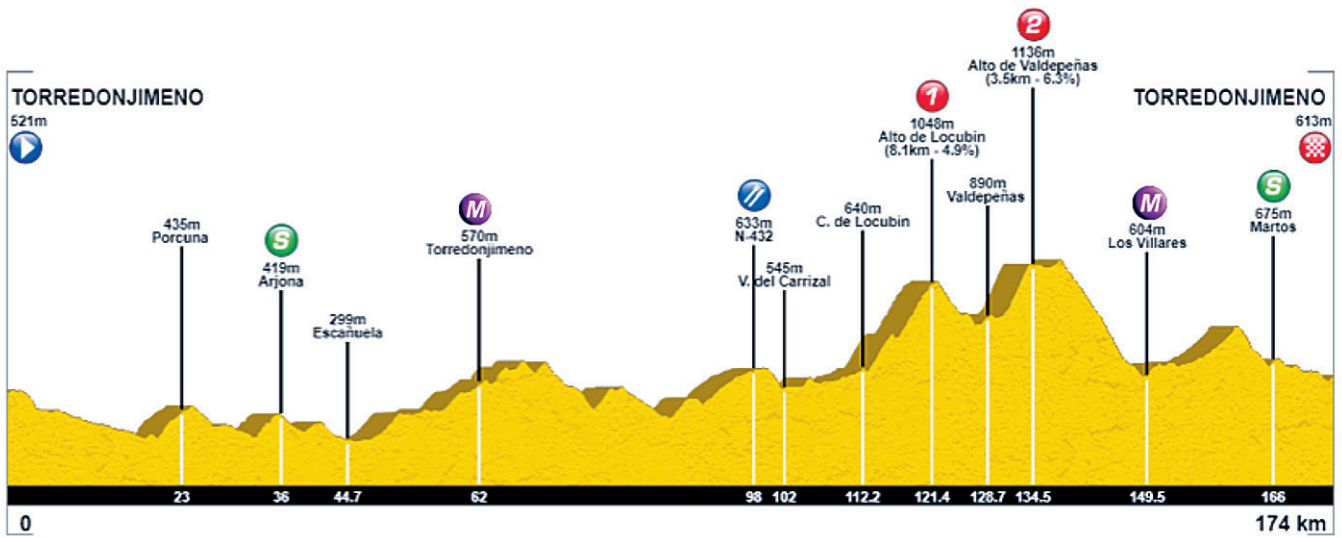 TORREDONJIMENO
521m
435m
Porcuna
S
419m
Arjona
299m
Escañuela
M
570m
Torredonjimeno
633m
N-432
545m
V. del Carrizal
640m
C. de Locubin
1
1048m
Alto de Locubin
(8.1km - 4.9%)
890m
Valdepeñas
2
1136m
Alto de Valdepeñas
(3.5km - 6.3%)
M
604m
Los Villares
S
675m
Martos
TORREDONJIMENO
613m
23 36 44.7 62 98 102 112.2 121.4 128.7 134.5 149.5 166
0 174 km